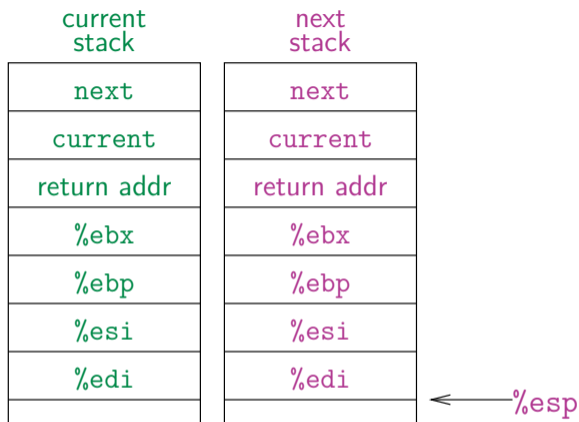 current
stack
next
stack
next
next
current
current
return addr
return addr
%ebx
%ebx
%ebp
%ebp
%esi
%esi
%edi
%edi
%esp